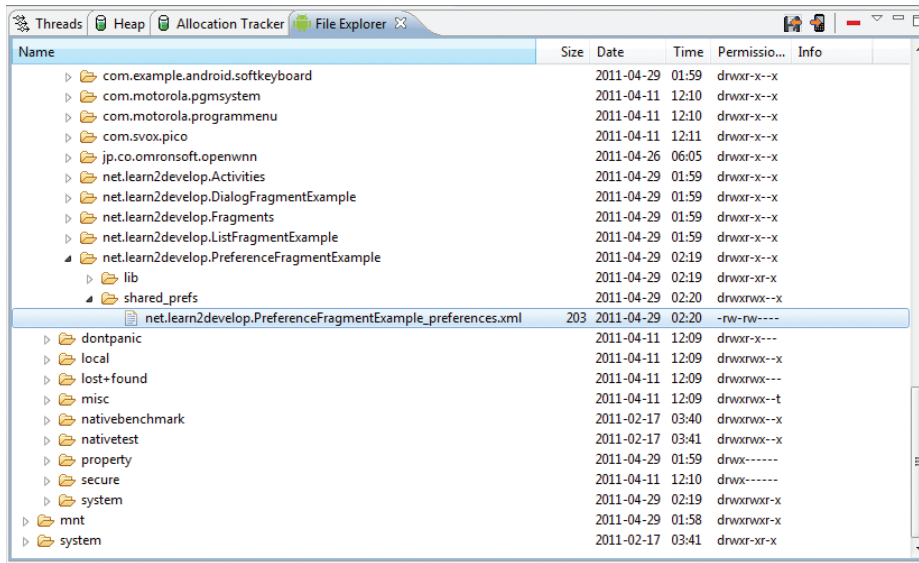 Threads Heap Allocation Tracker File Explorer
Name Size Date Time Permissio... Info
com.example.android.softkeyboard 2011-04-29 01:59 drwxr-x--x
com.motorola.pgmsystem 2011-04-11 12:10 drwxr-x--x
com.motorola.programmenu 2011-04-11 12:10 drwxr-x--x
com.svox.pico 2011-04-11 12:11 drwxr-x--x
jp.co.omronsoft.openwnn 2011-04-26 06:05 drwxr-x--x
net.learn2develop.Activities 2011-04-29 01:59 drwxr-x--x
net.learn2develop.DialogFragmentExample 2011-04-29 01:59 drwxr-x--x
net.learn2develop.Fragments 2011-04-29 01:59 drwxr-x--x
net.learn2develop.ListFragmentExample 2011-04-29 01:59 drwxr-x--x
net.learn2develop.PreferenceFragmentExample 2011-04-29 02:19 drwxr-x--x
lib 2011-04-29 02:19 drwxr-xr-x
shared_prefs 2011-04-29 02:20 drwxrwx--x
net.learn2develop.PreferenceFragmentExample_preferences.xml 203 2011-04-29 02:20 -rw-rw----
dontpanic 2011-04-11 12:09 drwxr-x---
local 2011-04-11 12:09 drwxrwx--x
lost+found 2011-04-11 12:09 drwxrwx---
misc 2011-04-11 12:09 drwxrwx--t
nativebenchmark 2011-02-17 03:40 drwxrwx--x
nativetest 2011-02-17 03:41 drwxrwx--x
property 2011-04-29 01:59 drwx------
secure 2011-04-11 12:10 drwx------
system 2011-04-29 02:19 drwxrwxr-x
mnt 2011-04-29 01:58 drwxrwxr-x
system 2011-02-17 03:41 drwxr-xr-x